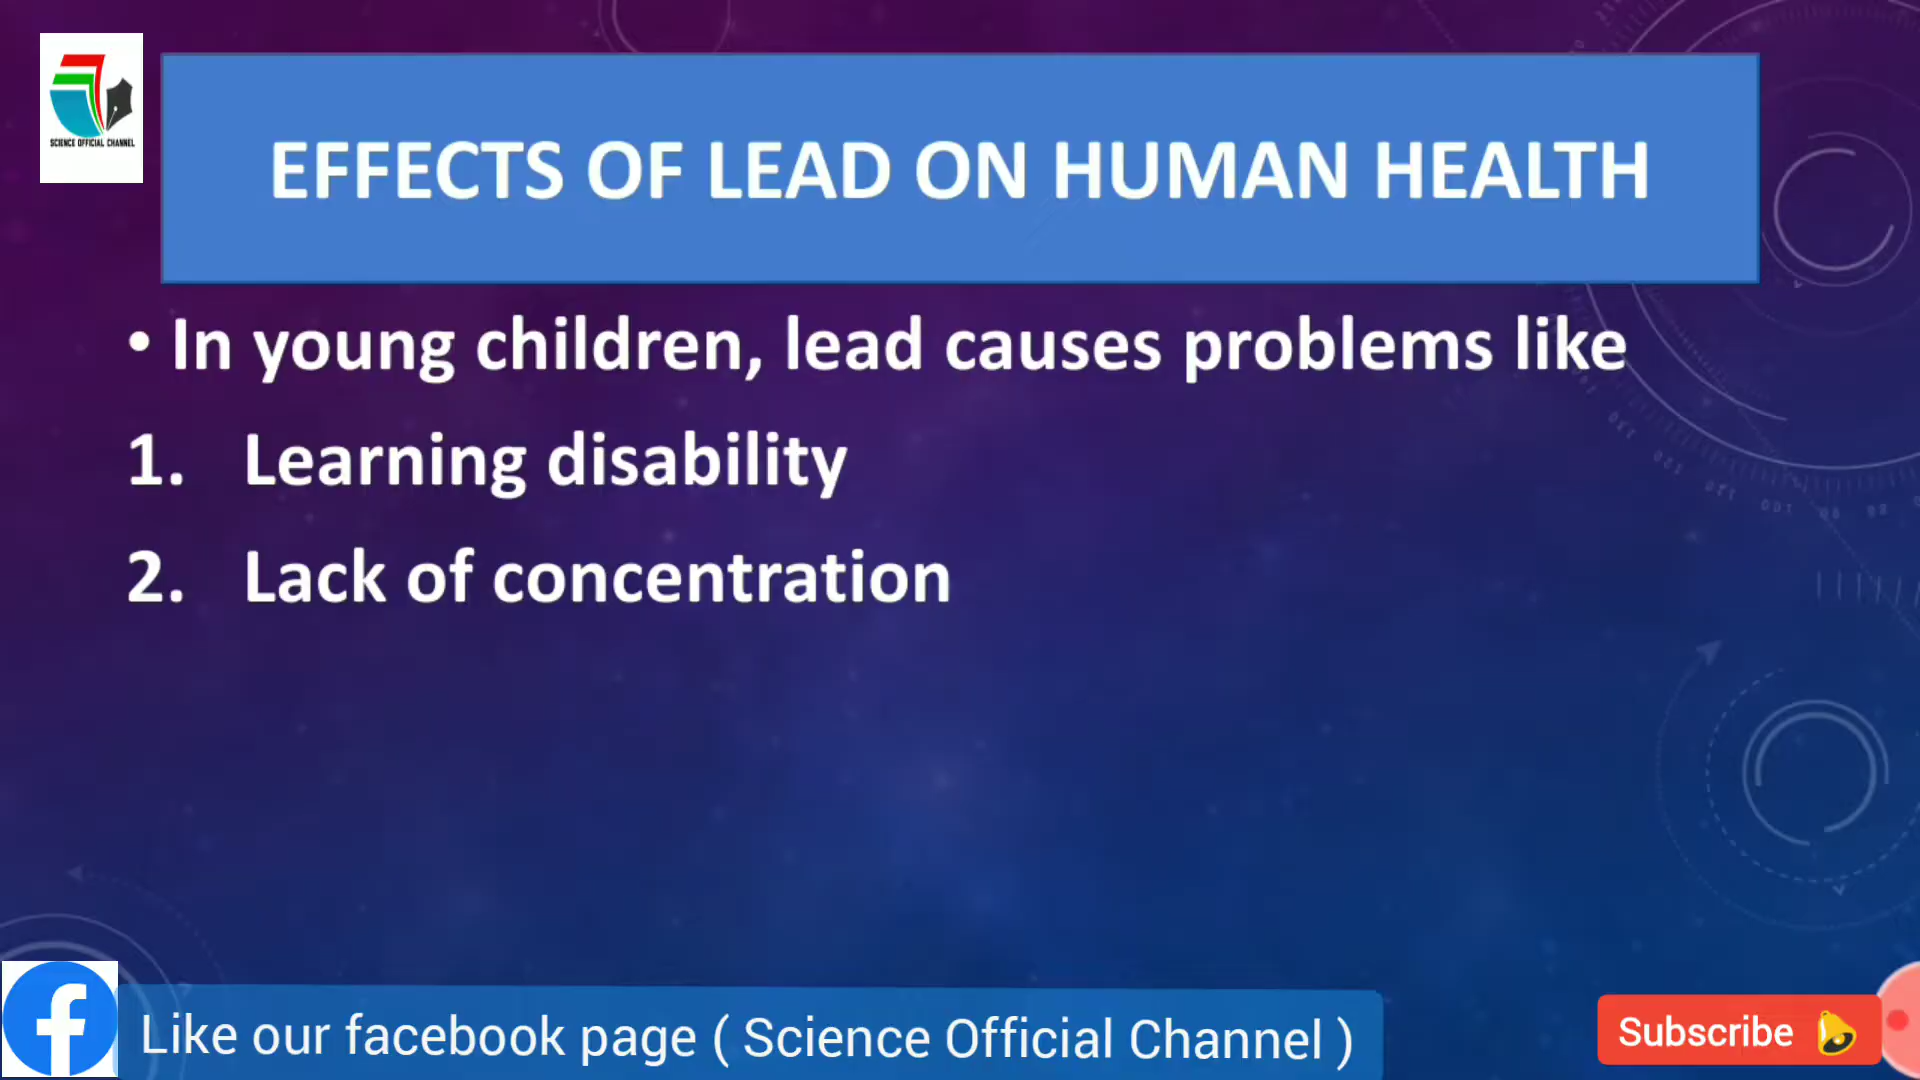 SCIENCE OFFICIAL CHANNEL
EFFECTS OF LEAD ON HUMAN HEALTH
• In young children, lead causes problems like
1. Learning disability
2. Lack of concentration
Like our facebook page ( Science Official Channel )
Subscribe